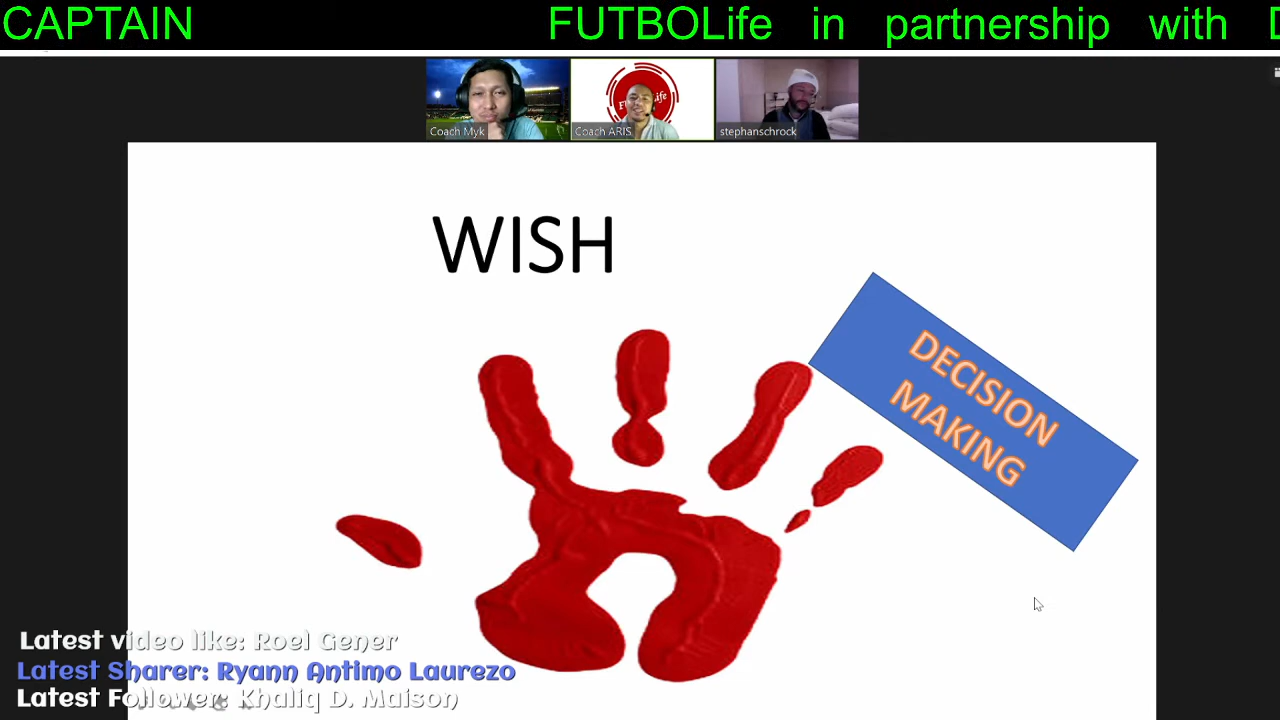 CAPTAIN FUTBOLife in partnership with D
Coach Myk
Coach ARIS
stephanschrock
WISH
DECISION
MAKING
Latest video like: Roel Gener
Latest Sharer: Ryann Antimo Laurezo
Latest Follower: Khaliq D. Maison